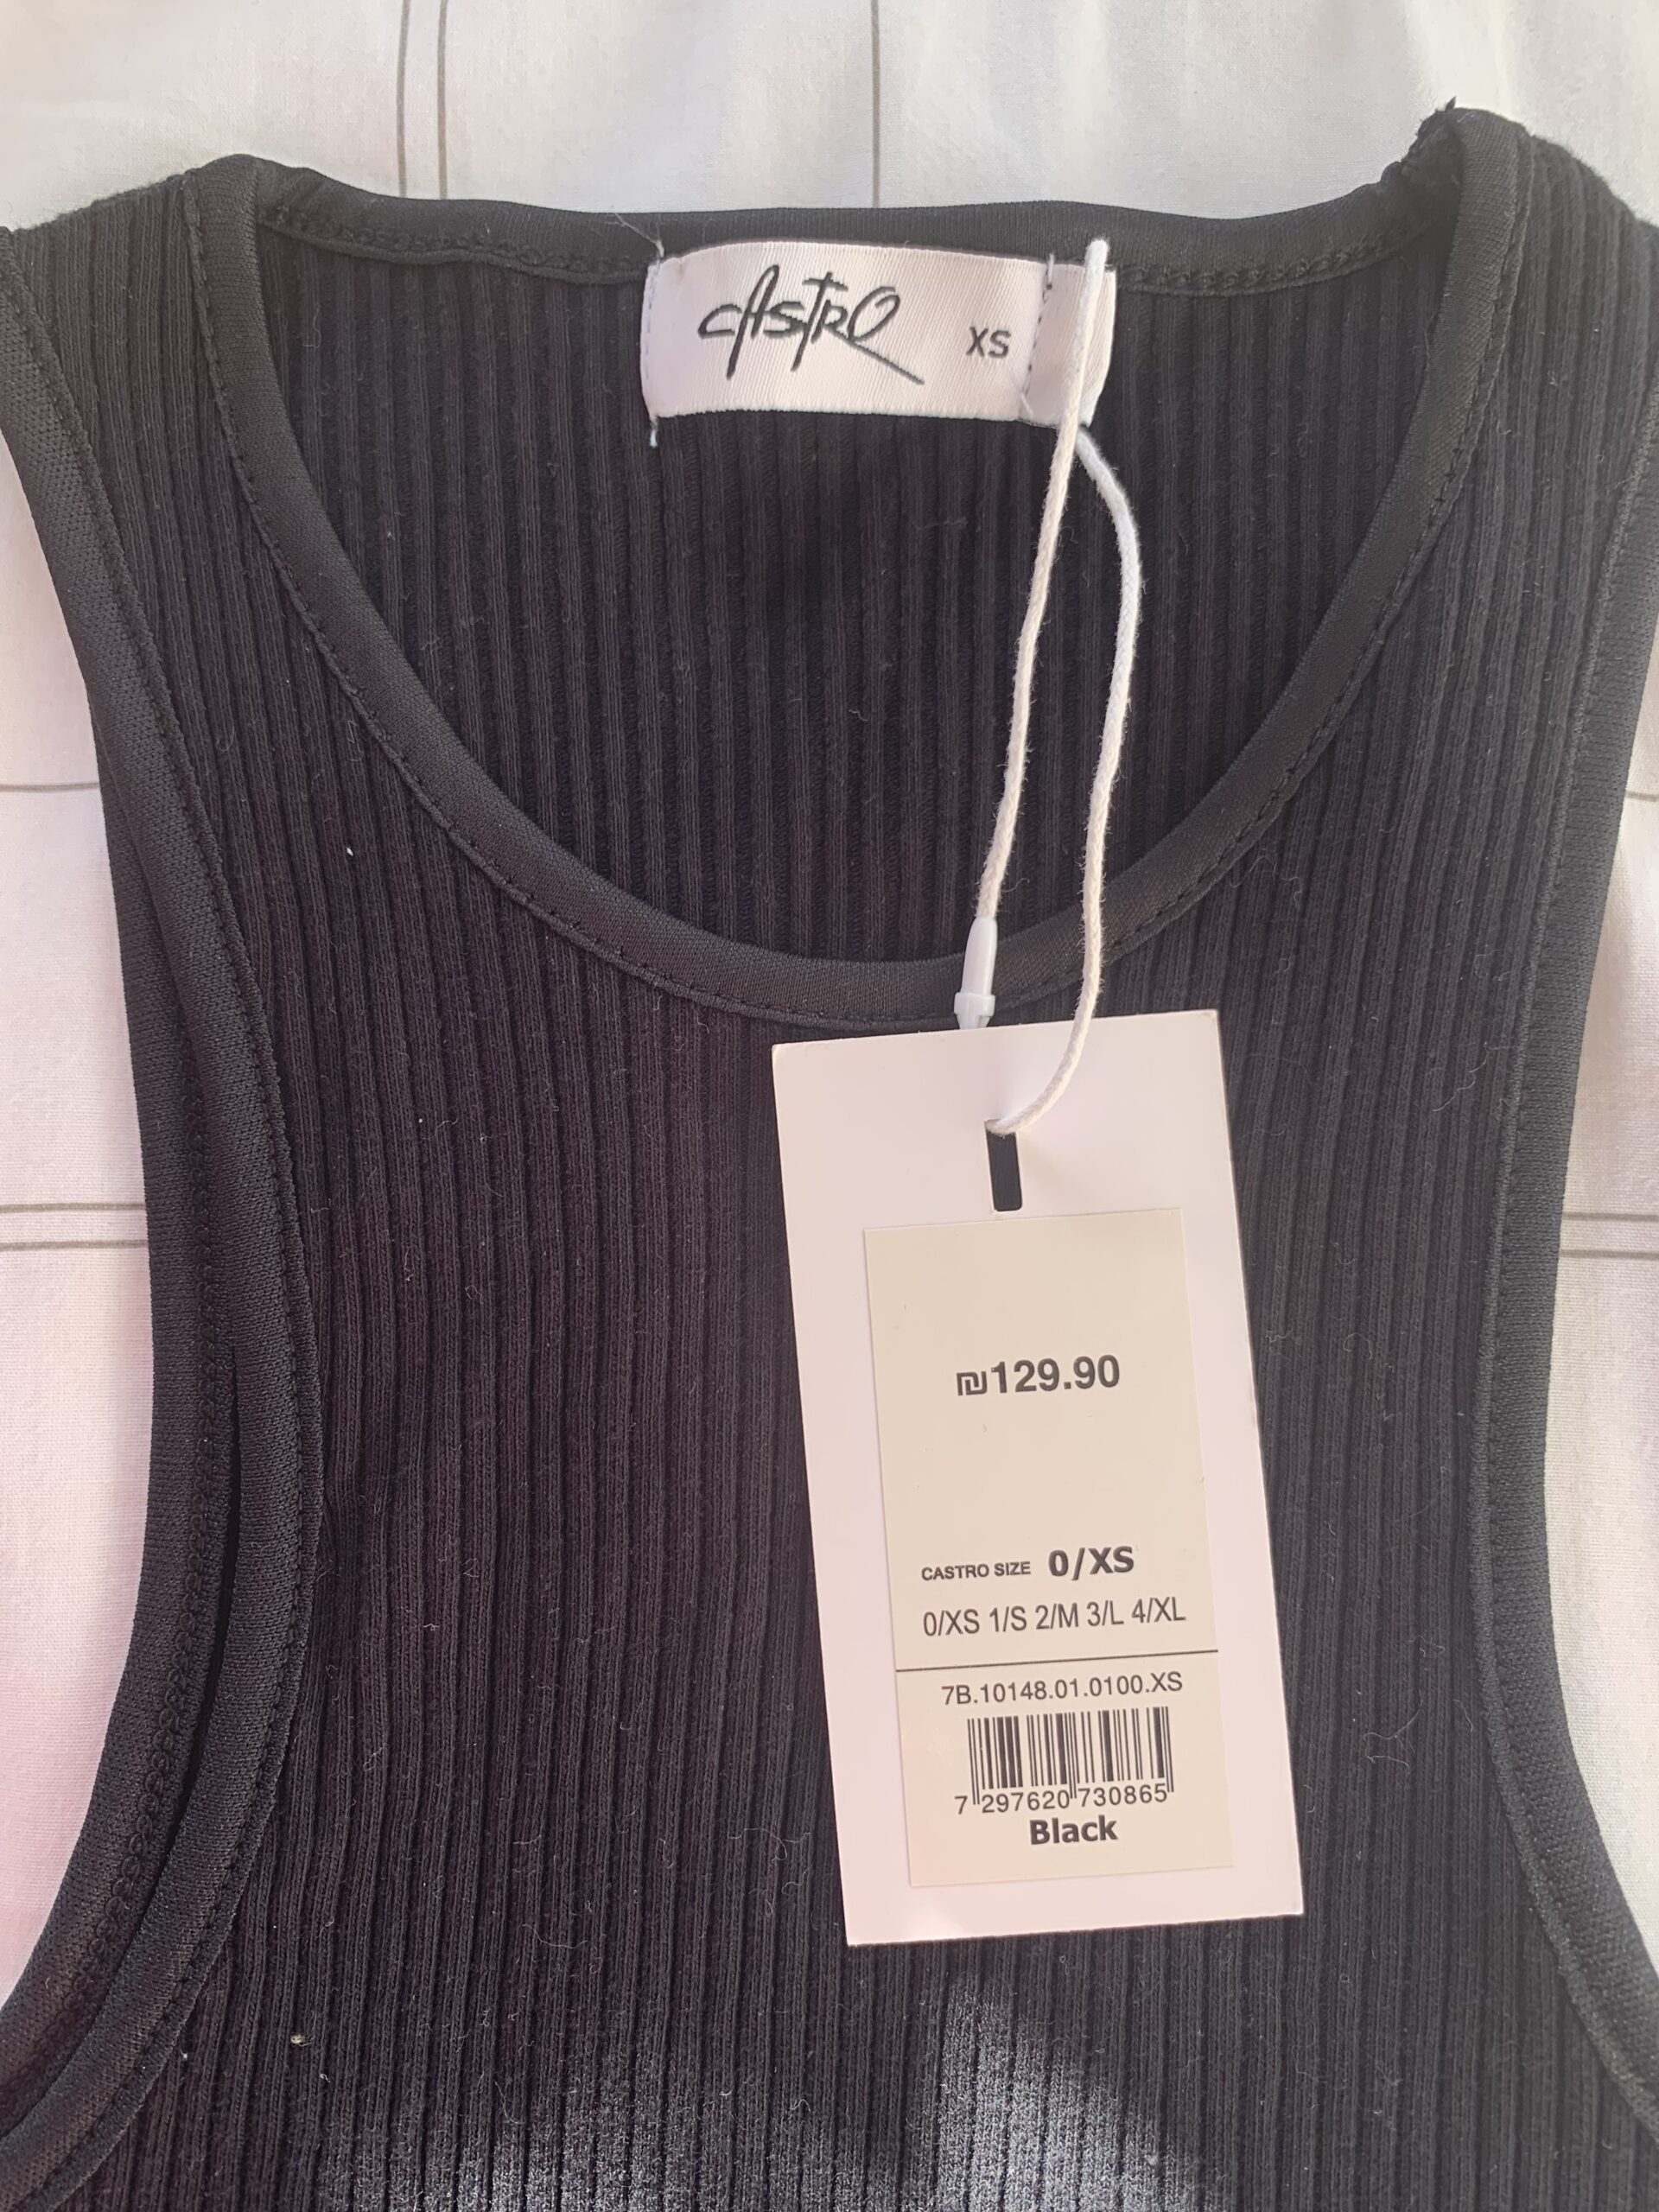 CASTRO XS
₪129.90
CASTRO SIZE 0/XS
0/XS 1/S 2/M 3/L 4/XL
7B.10148.01.0100.XS
7 297620 730865
Black